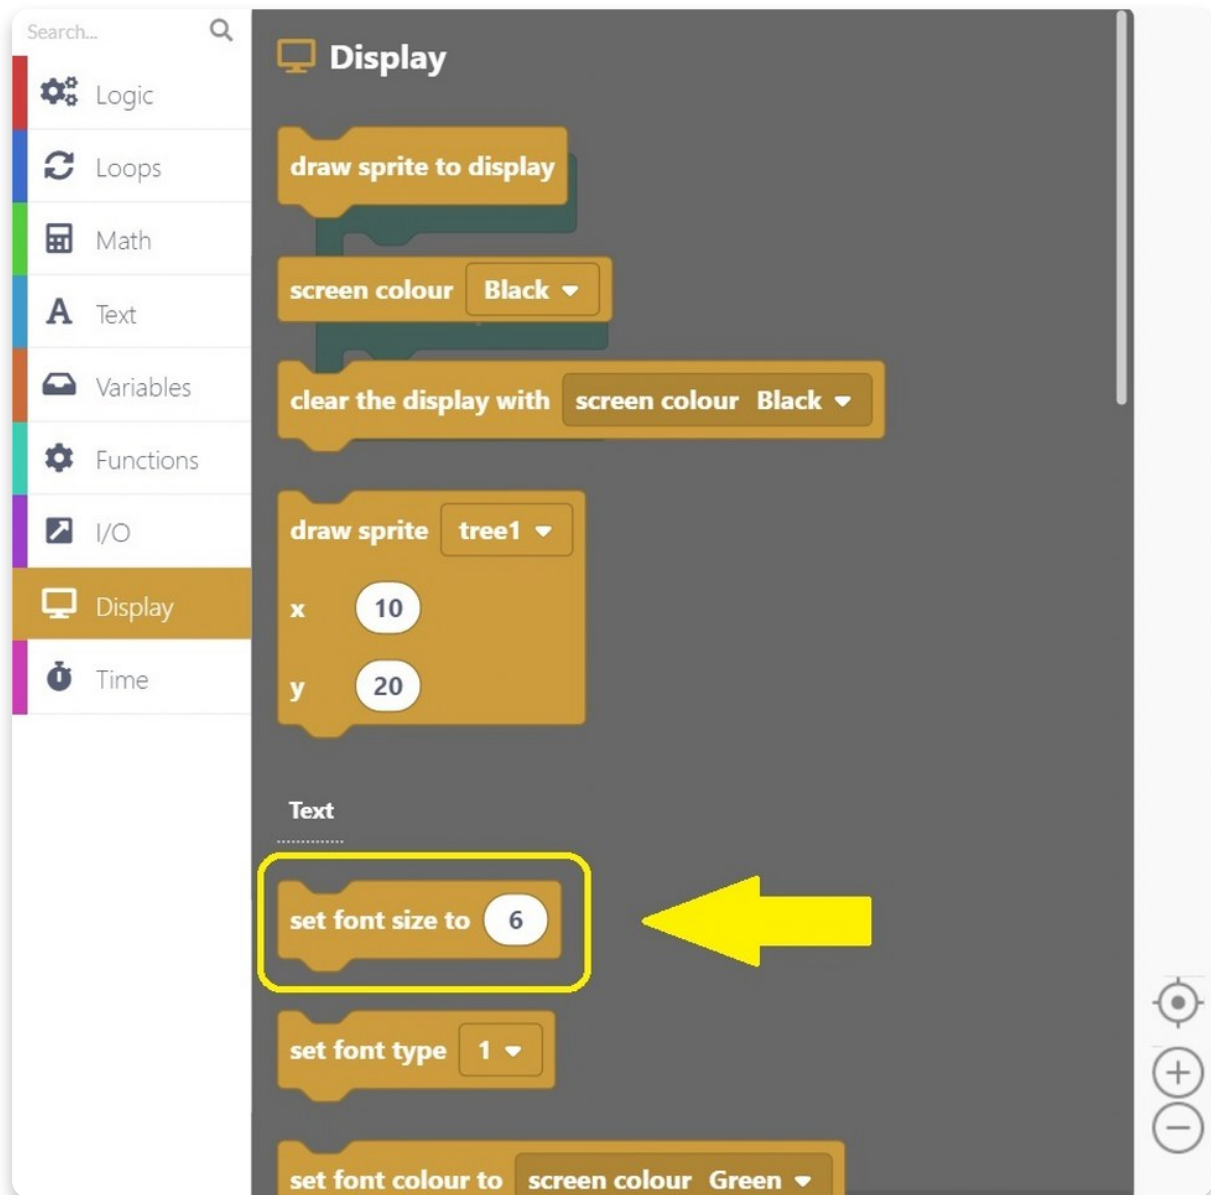 Search...
Logic
Loops
Math
Text
Variables
Functions
I/O
Display
Time
Display
draw sprite to display
screen colour Black
clear the display with screen colour Black
draw sprite tree1
x 10
y 20
Text
set font size to 6
set font type 1
set font colour to screen colour Green